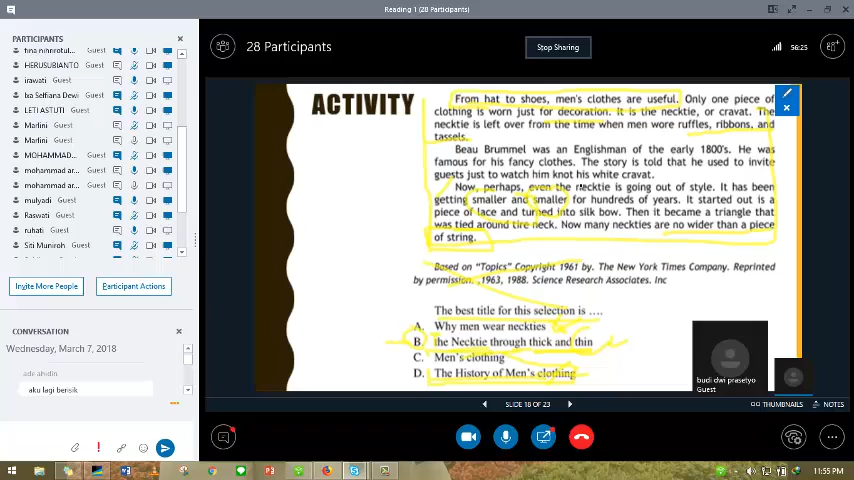 Reading 1 (28 Participants)
PARTICIPANTS
Guest
HERUSUBIANTO Guest
irawati Guest
Ixa Selfiana Dewi Guest
LETI ASTUTI Guest
Marlini Guest
Marlini Guest
MOHAMMAD... Guest
mohammad ar... Guest
mohammad ar... Guest
mulyadi Guest
Raswati Guest
ruhati Guest
Siti Muniroh Guest
Invite More People
Participant Actions
CONVERSATION
Wednesday, March 7, 2018
adr.ahidin.
aku lagi berisik
28 Participants
Stop Sharing
56:25
ACTIVITY
From hat to shoes, men's clothes are useful. Only one piece of
clothing is worn just for decoration. It is the necktie, or cravat. The
necktie is left over from the time when men wore ruffles, ribbons, and
tassels.
Beau Brummel was an Englishman of the early 1800's. He was
famous for his fancy clothes. The story is told that he used to invite
guests just to watch him knot his white cravat.
Now, perhaps, even the necktie is going out of style. It has been
getting smaller and smaller for hundreds of years. It started out is a
piece of lace and turned into silk bow. Then it became a triangle that
was tied around tire neck. Now many neckties are no wider than a piece
of string.
Based on "Topics" Copyright 1961 by. The New York Times Company. Reprinted
by permission. ,1963, 1988. Science Research Associates. Inc
The best title for this selection is ....
A. Why men wear neckties
B. the Necktie through thick and thin
C. Men's clothing
D. The History of Men's clothing
budi dwi prasetyo
Guest
SLIDE 18 OF 23
THUMBNAILS
NOTES
11:55 PM